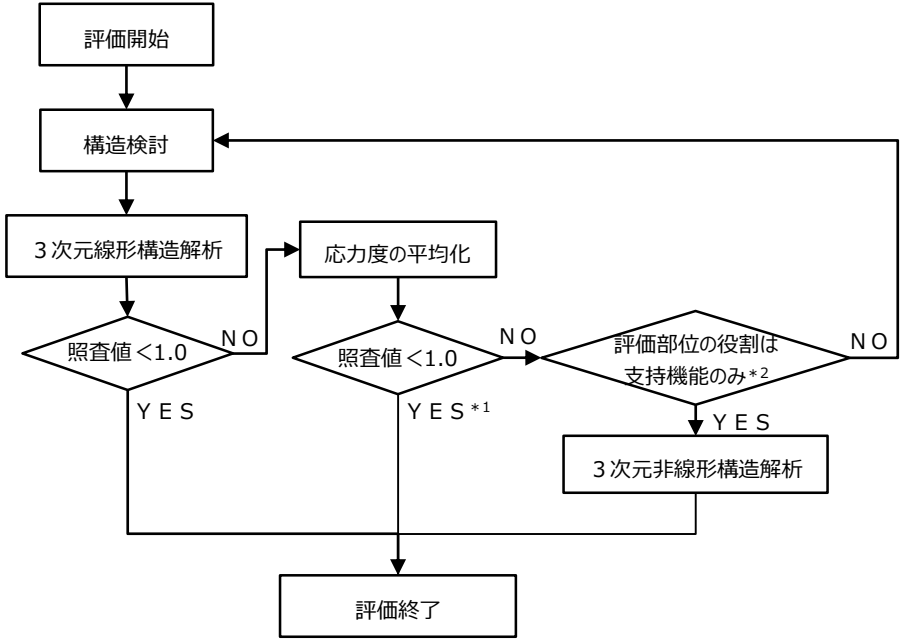 評価開始
構造検討
３次元線形構造解析
照査値＜1.0
ＮＯ
ＹＥＳ
応力度の平均化
照査値＜1.0
ＮＯ
ＹＥＳ*1
評価部位の役割は
支持機能のみ*2
ＮＯ
ＹＥＳ
３次元非線形構造解析
評価終了